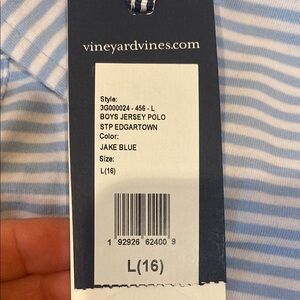 vineyardvines.com
Style:
3G000024 - 456 - L
BOYS JERSEY POLO
STP EDGARTOWN
Color:
JAKE BLUE
Size:
L(16)
1 92926 62400 9
L(16)